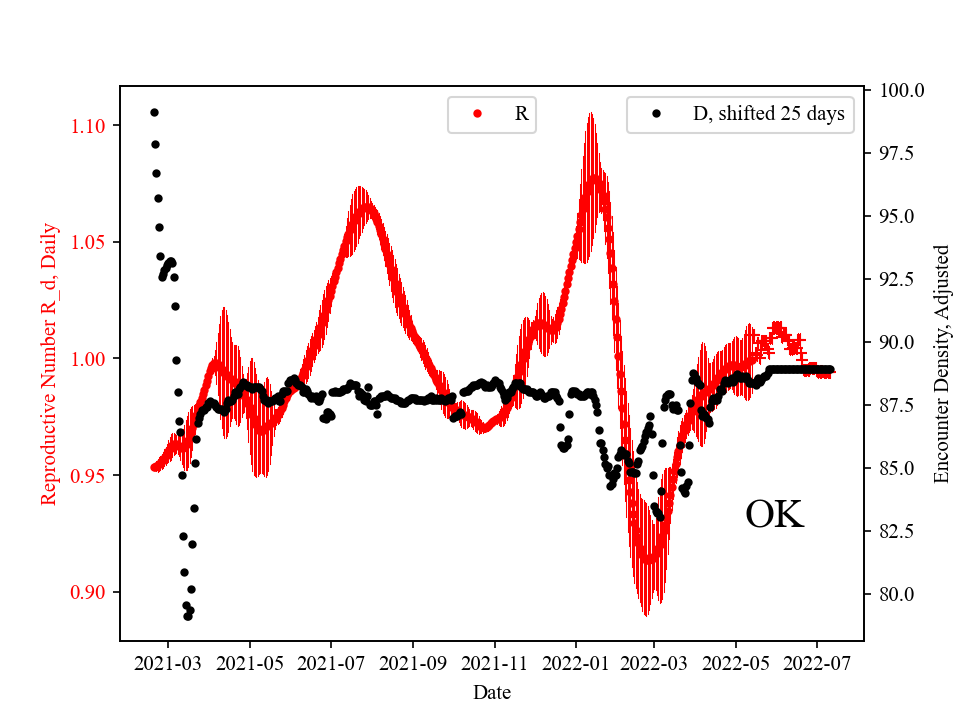 R
D, shifted 25 days
Reproductive Number R_d, Daily
1.10
1.05
1.00
0.95
0.90
100.0
97.5
95.0
92.5
90.0
87.5
85.0
82.5
80.0
Encounter Density, Adjusted
OK
2021-03 2021-05 2021-07 2021-09 2021-11 2022-01 2022-03 2022-05 2022-07
Date